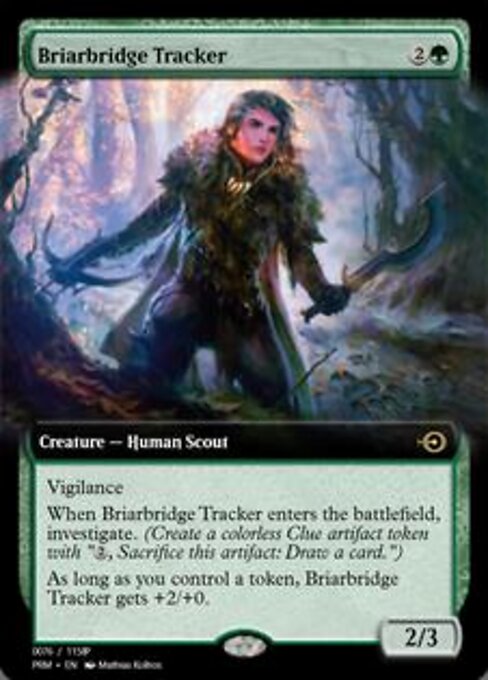 Briarbridge Tracker 2
Creature — Human Scout
Vigilance
When Briarbridge Tracker enters the battlefield,
investigate. (Create a colorless Clue artifact token
with "2, Sacrifice this artifact: Draw a card.")
As long as you control a token, Briarbridge
Tracker gets +2/+0.
2/3
PRM • EN Mathias Kollros